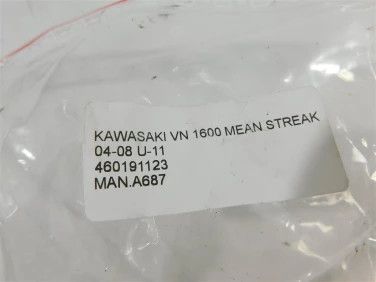 KAWASAKI VN 1600 MEAN STREAK
04-08 U-11
460191123
MAN.A687